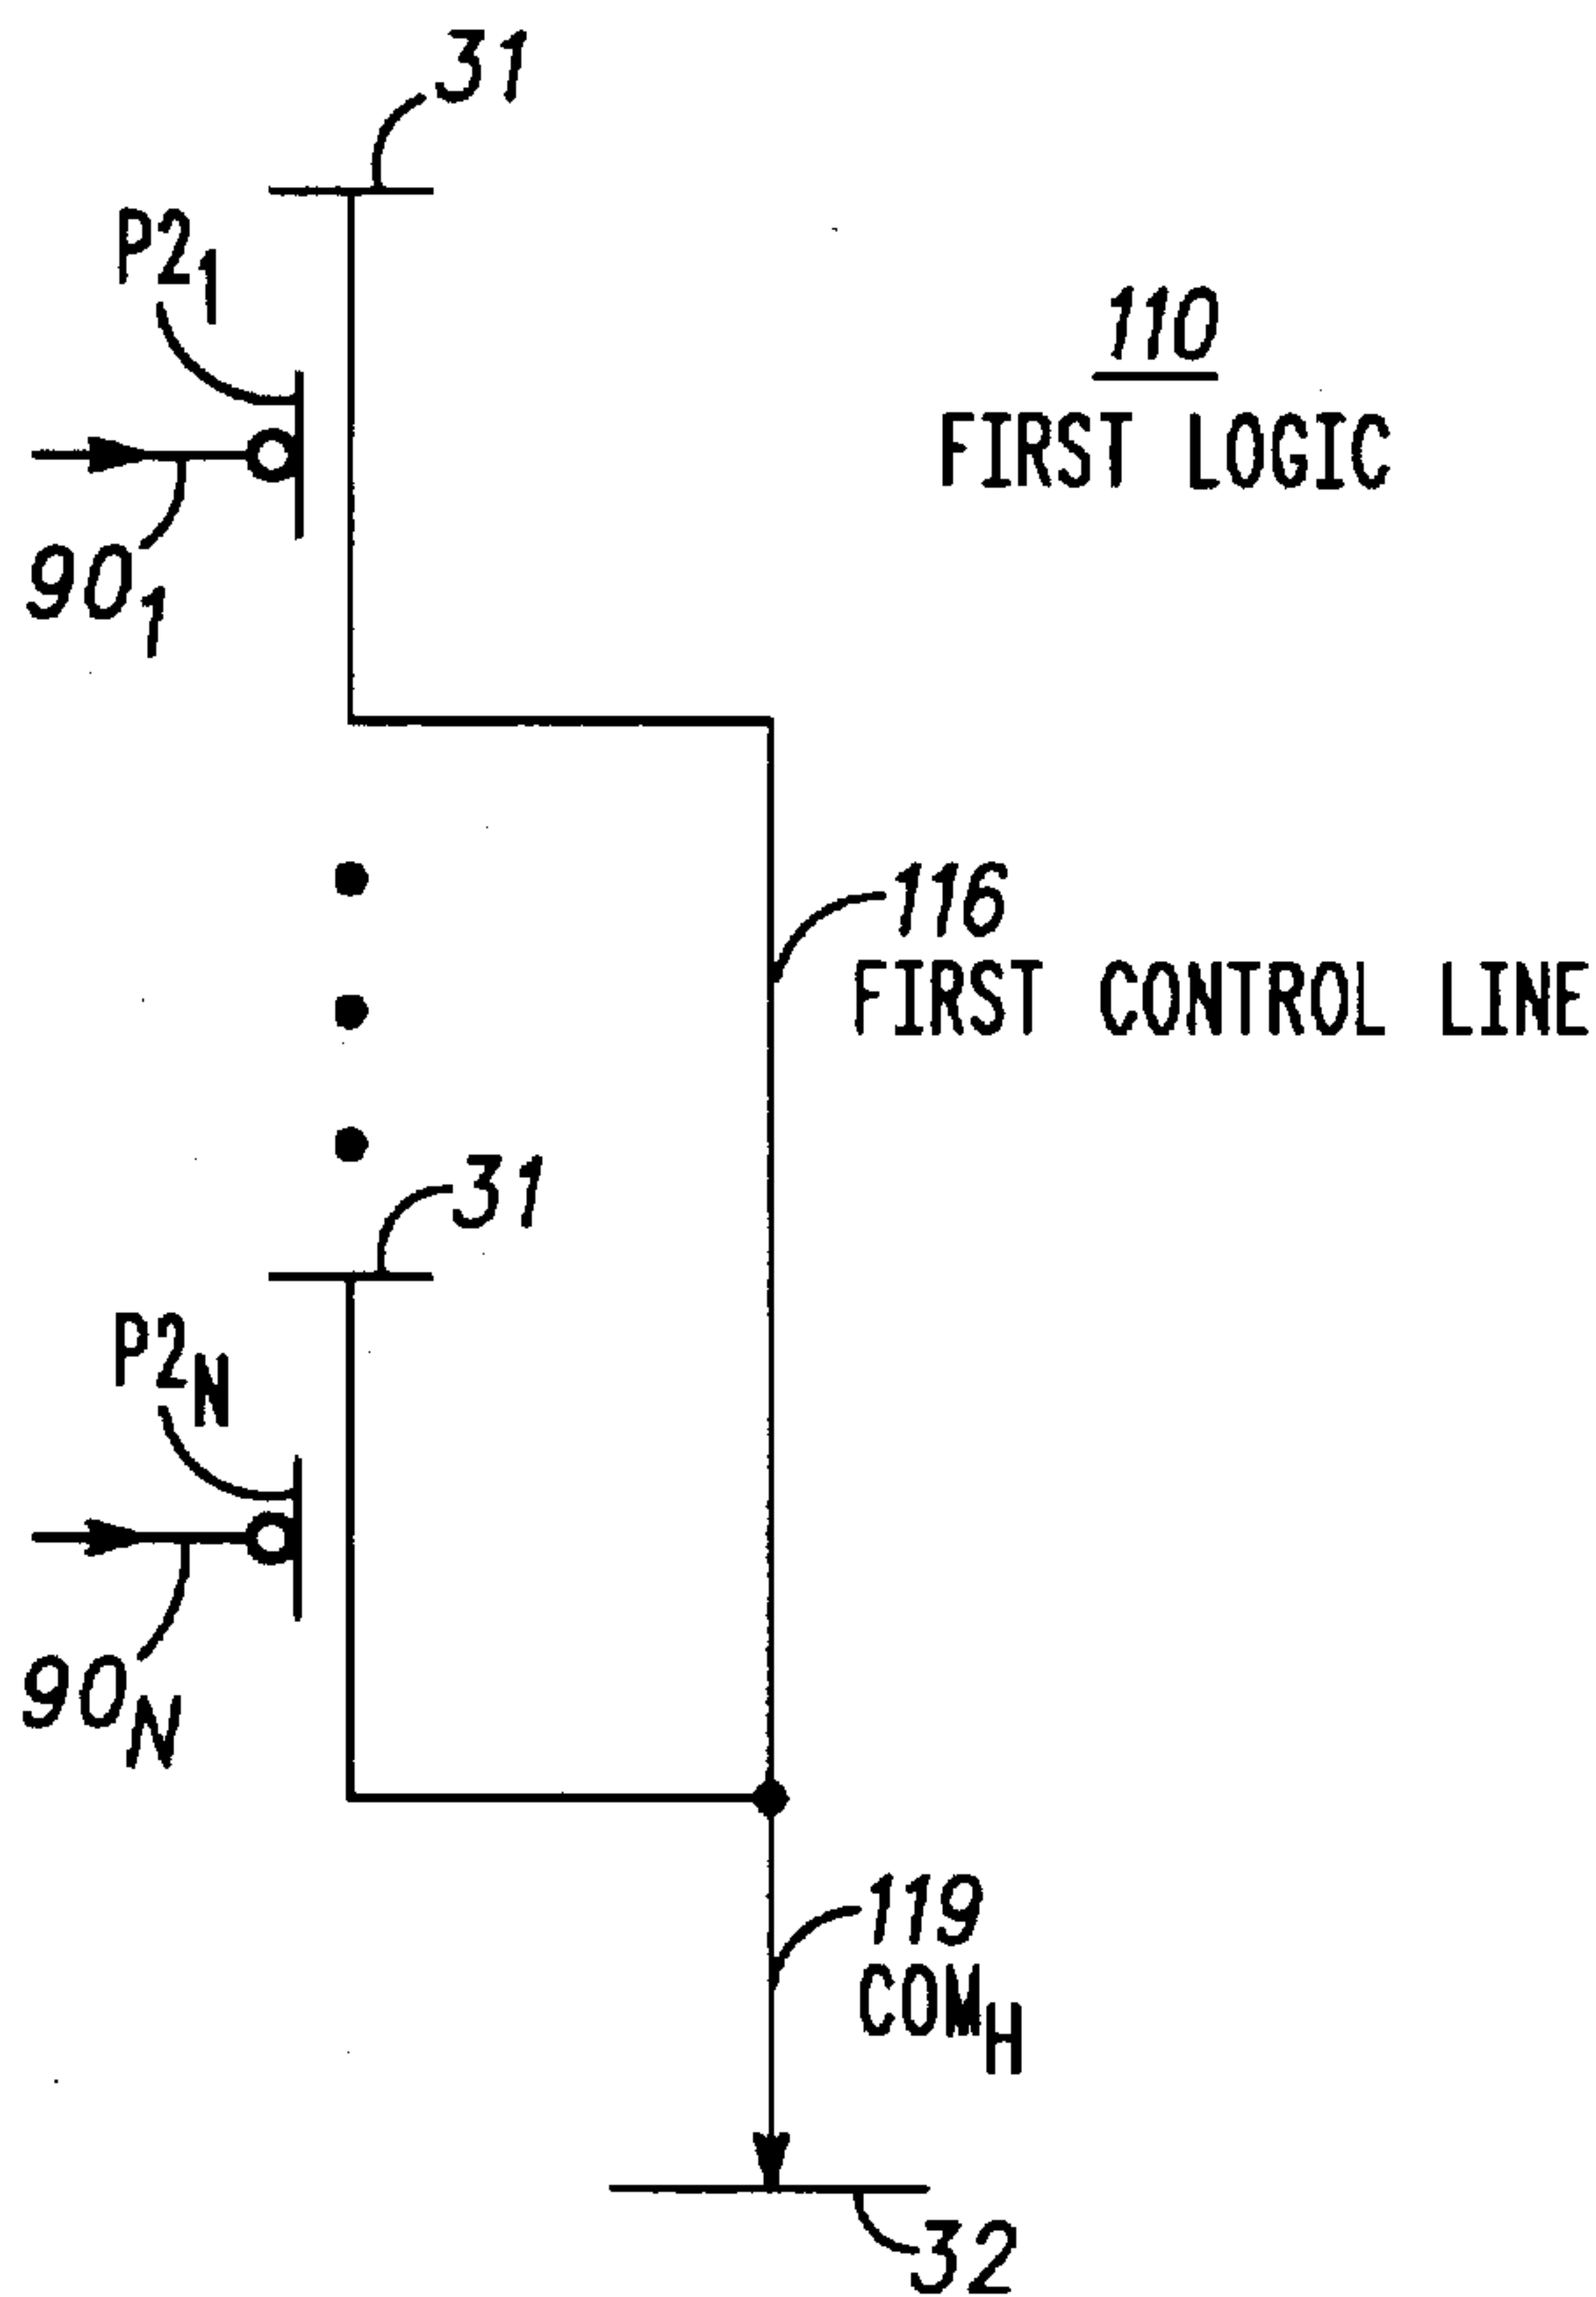 31
P2₁
110
FIRST LOGIC
90₁
116
FIRST CONTROL LINE
31
P2N
90N
119
COMH
32